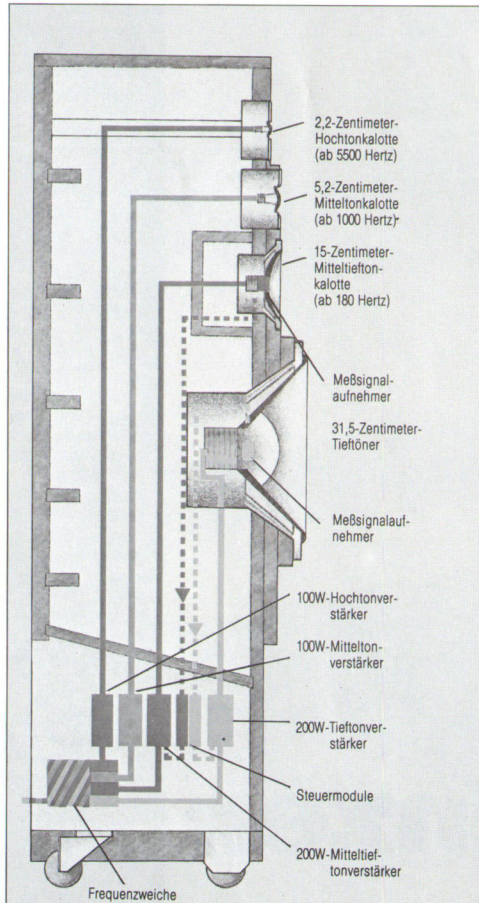 2,2-Zentimeter-
Hochtonkalotte
(ab 5500 Hertz)
5,2-Zentimeter-
Mitteltonkalotte
(ab 1000 Hertz)
15-Zentimeter-
Mitteltiefton-
kalotte
(ab 180 Hertz)
Meßsignal-
aufnehmer
31,5-Zentimeter-
Tieftöner
Meßsignalauf-
nehmer
100W-Hochtonver-
stärker
100W-Mittelton-
verstärker
200W-Tieftonver-
stärker
Steuermodule
200W-Mitteltief-
tonverstärker
Frequenzweiche